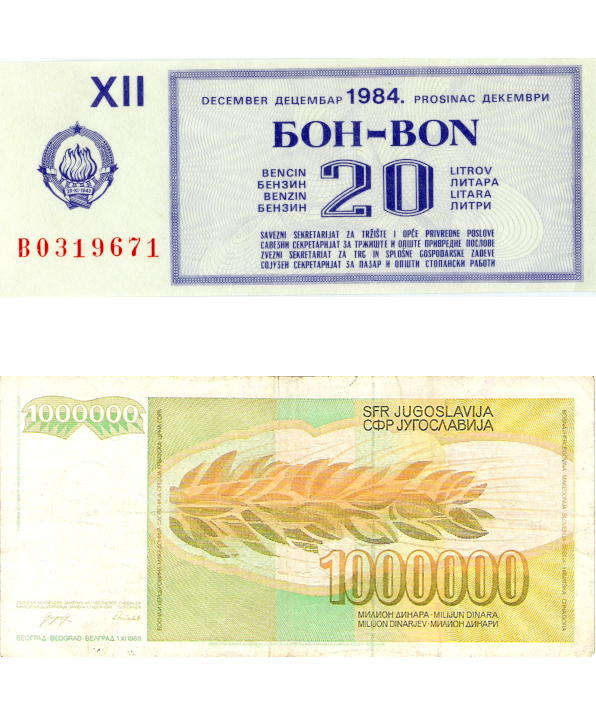 XII
DECEMBER ДЕЦЕМБАР 1984. PROSINAC ДЕКЕМВРИ
БОН-BON
BENCIN 20 LITROV
БЕНЗИН ЛИТАРА
BENZIN LITARA
БЕНЗИН ЛИТРИ
29·XI·1943
B0319671
SAVEZNI SEKRETARIJAT ZA TRŽIŠTE I OPĆE PRIVREDNE POSLOVE
САВЕЗНИ СЕКРЕТАРИЈАТ ЗА ТРЖИШТЕ И ОПШТЕ ПРИВРЕДНЕ ПОСЛОВЕ
ZVEZNI SEKRETARIAT ZA TRG IN SPLOŠNE GOSPODARSKE ZADEVE
СОЈУЗЕН СЕКРЕТАРИЈАТ ЗА ПАЗАР И ОПШТИ СТОПАНСКИ РАБОТИ
1000000
SFR JUGOSLAVIJA
СФР ЈУГОСЛАВИЈА
1000000
МИЛИОН ДИНАРА · MILIJUN DINARA
MILIJON DINARJEV · МИЛИОН ДИНАРИ
БЕОГРАД · BEOGRAD · БЕЛГРАД 1 XI 1989